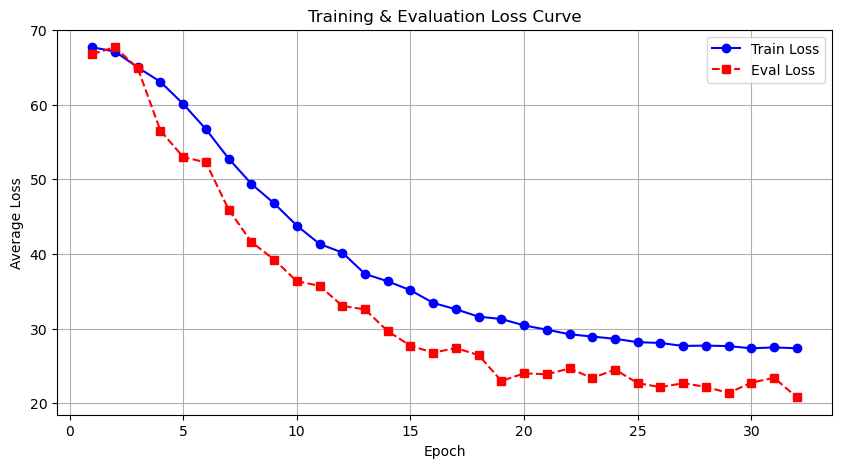 Training & Evaluation Loss Curve
Train Loss
Eval Loss
Average Loss
70
60
50
40
30
20
0 5 10 15 20 25 30
Epoch